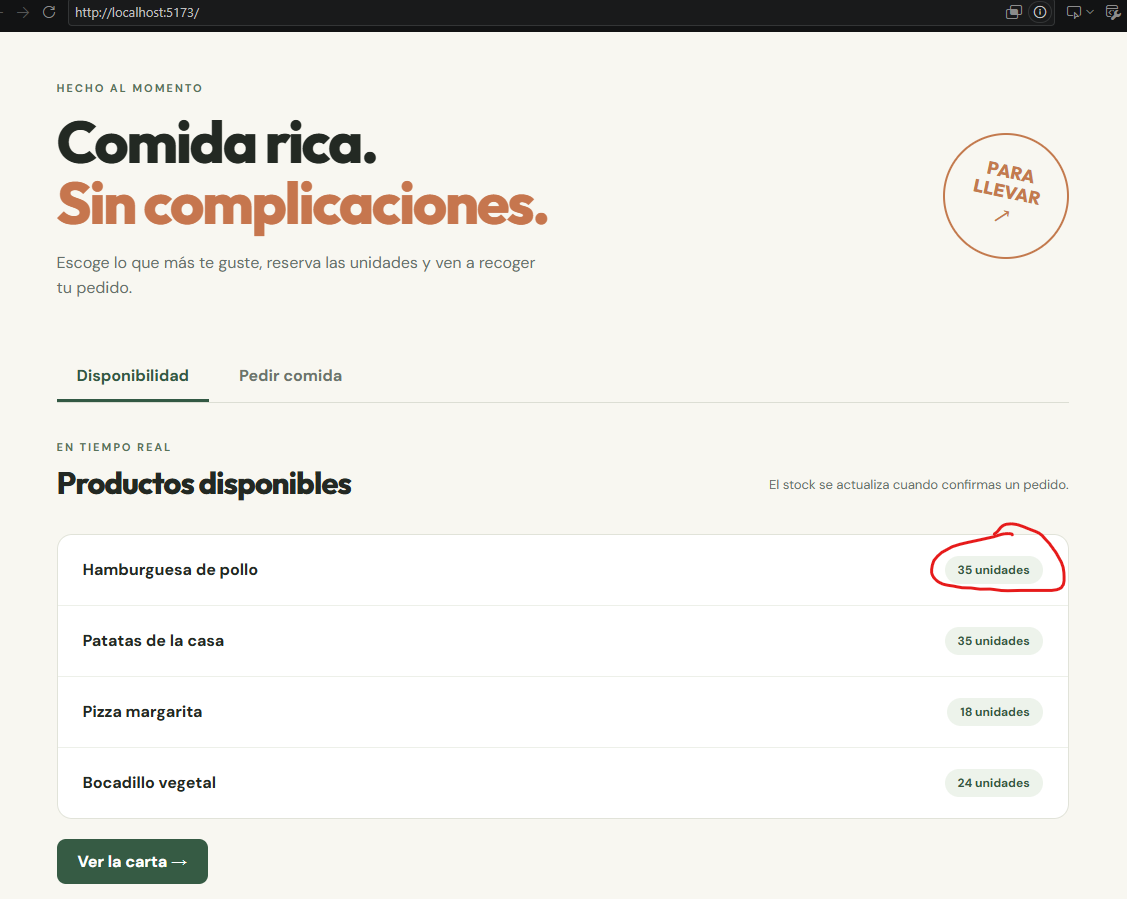 http://localhost:5173/
HECHO AL MOMENTO
Comida rica.
Sin complicaciones.
Escoge lo que más te guste, reserva las unidades y ven a recoger
tu pedido.
PARA
LLEVAR
↗
Disponibilidad
Pedir comida
EN TIEMPO REAL
Productos disponibles
El stock se actualiza cuando confirmas un pedido.
Hamburguesa de pollo
35 unidades
Patatas de la casa
35 unidades
Pizza margarita
18 unidades
Bocadillo vegetal
24 unidades
Ver la carta →